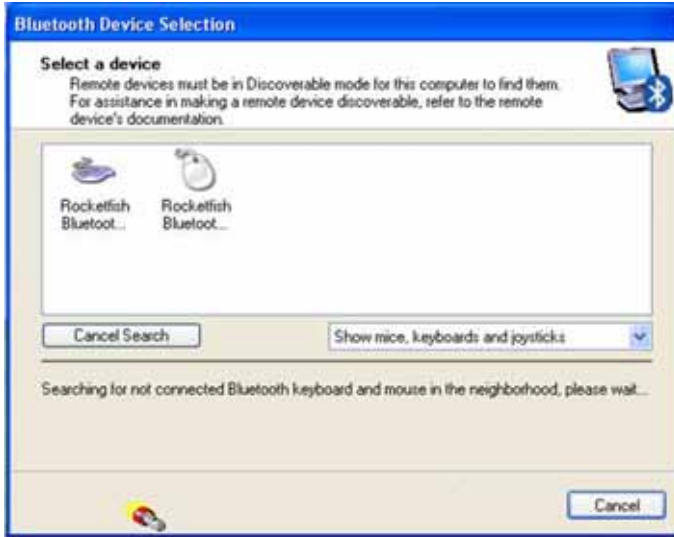 Bluetooth Device Selection
Select a device
Remote devices must be in Discoverable mode for this computer to find them.
For assistance in making a remote device discoverable, refer to the remote
device's documentation.
Rocketfish Rocketfish
Bluetoot... Bluetoot...
Cancel Search Show mice, keyboards and joysticks
Searching for not connected Bluetooth keyboard and mouse in the neighborhood, please wait...
Cancel